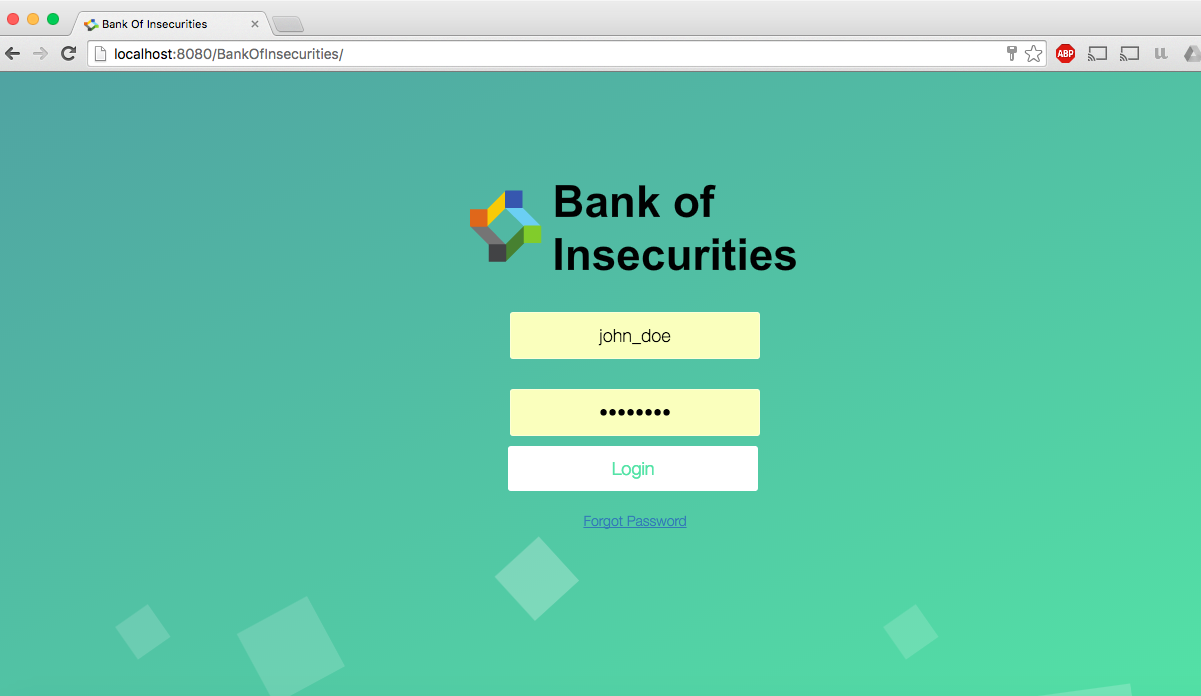 Bank Of Insecurities
localhost:8080/BankOfInsecurities/
ABP
Bank of
Insecurities
john_doe
••••••••
Login
Forgot Password